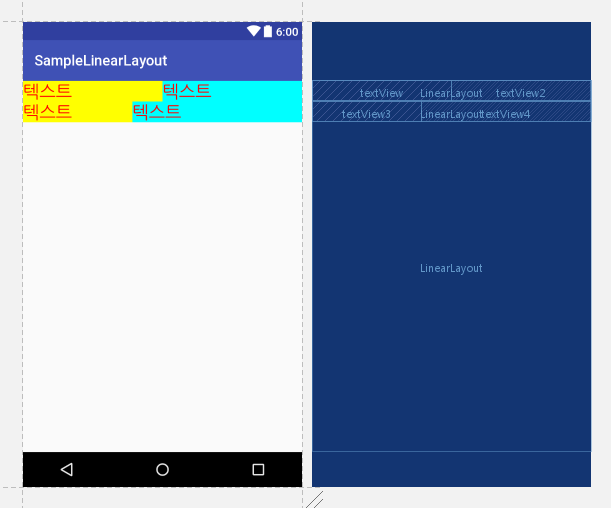 6:00
SampleLinearLayout
텍스트 텍스트
텍스트 텍스트
textView LinearLayout textView2
textView3 LinearLayout textView4
LinearLayout